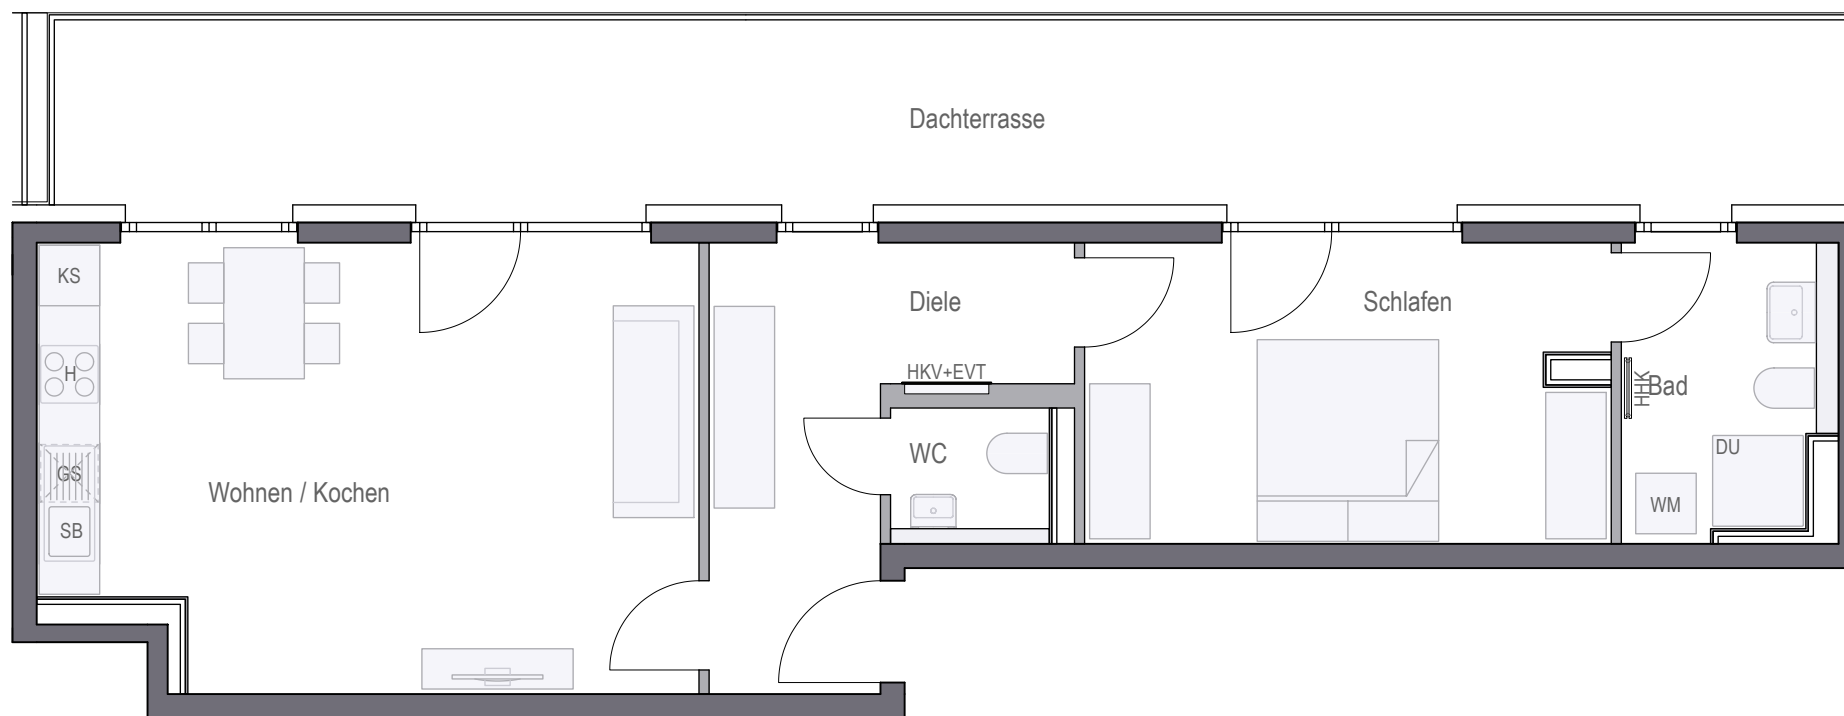 Dachterrasse
KS
Diele
Schlafen
H
HKV+EVT
HHK
Bad
GS
WC
DU
Wohnen / Kochen
SB
WM